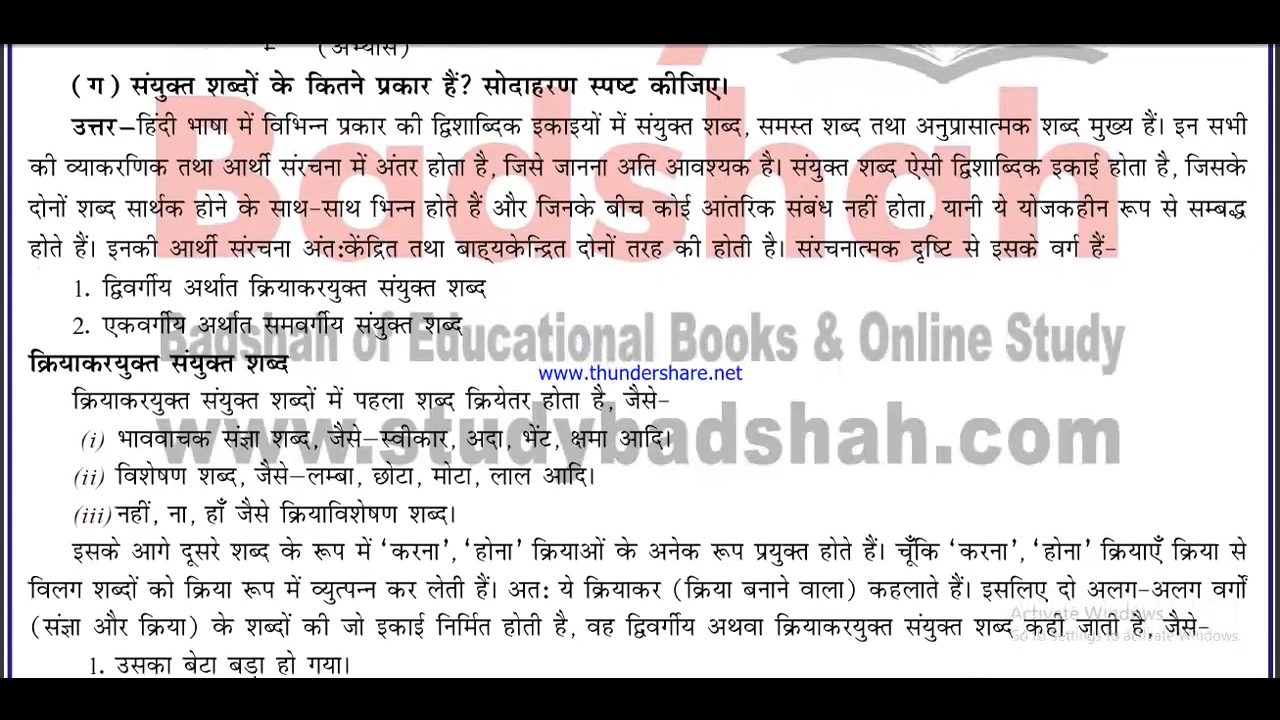 (अभ्यास)
(ग) संयुक्त शब्दों के कितने प्रकार हैं? सोदाहरण स्पष्ट कीजिए।
उत्तर–हिंदी भाषा में विभिन्न प्रकार की द्विशाब्दिक इकाइयों में संयुक्त शब्द, समस्त शब्द तथा अनुप्रासात्मक शब्द मुख्य हैं। इन सभी
की व्याकरणिक तथा आर्थी संरचना में अंतर होता है, जिसे जानना अति आवश्यक है। संयुक्त शब्द ऐसी द्विशाब्दिक इकाई होता है, जिसके
दोनों शब्द सार्थक होने के साथ-साथ भिन्न होते हैं और जिनके बीच कोई आंतरिक संबंध नहीं होता, यानी ये योजकहीन रूप से सम्बद्ध
होते हैं। इनकी आर्थी संरचना अंत:केंद्रित तथा बाह्यकेन्द्रित दोनों तरह की होती है। संरचनात्मक दृष्टि से इसके वर्ग हैं–
1. द्विवर्गीय अर्थात क्रियाकरयुक्त संयुक्त शब्द
2. एकवर्गीय अर्थात समवर्गीय संयुक्त शब्द
क्रियाकरयुक्त संयुक्त शब्द
क्रियाकरयुक्त संयुक्त शब्दों में पहला शब्द क्रियेतर होता है, जैसे–
(i) भाववाचक संज्ञा शब्द, जैसे–स्वीकार, अदा, भेंट, क्षमा आदि।
(ii) विशेषण शब्द, जैसे–लम्बा, छोटा, मोटा, लाल आदि।
(iii) नहीं, ना, हाँ जैसे क्रियाविशेषण शब्द।
इसके आगे दूसरे शब्द के रूप में ‘करना’, ‘होना’ क्रियाओं के अनेक रूप प्रयुक्त होते हैं। चूँकि ‘करना’, ‘होना’ क्रियाएँ क्रिया से
विलग शब्दों को क्रिया रूप में व्युत्पन्न कर लेती हैं। अत: ये क्रियाकर (क्रिया बनाने वाला) कहलाते हैं। इसलिए दो अलग-अलग वर्गों
(संज्ञा और क्रिया) के शब्दों की जो इकाई निर्मित होती है, वह द्विवर्गीय अथवा क्रियाकरयुक्त संयुक्त शब्द कही जाती है, जैसे–
1. उसका बेटा बड़ा हो गया।
Badshah
Badshah of Educational Books & Online Study
www.thundershare.net
www.studybadshah.com
Activate Windows
Go to Settings to activate Windows.